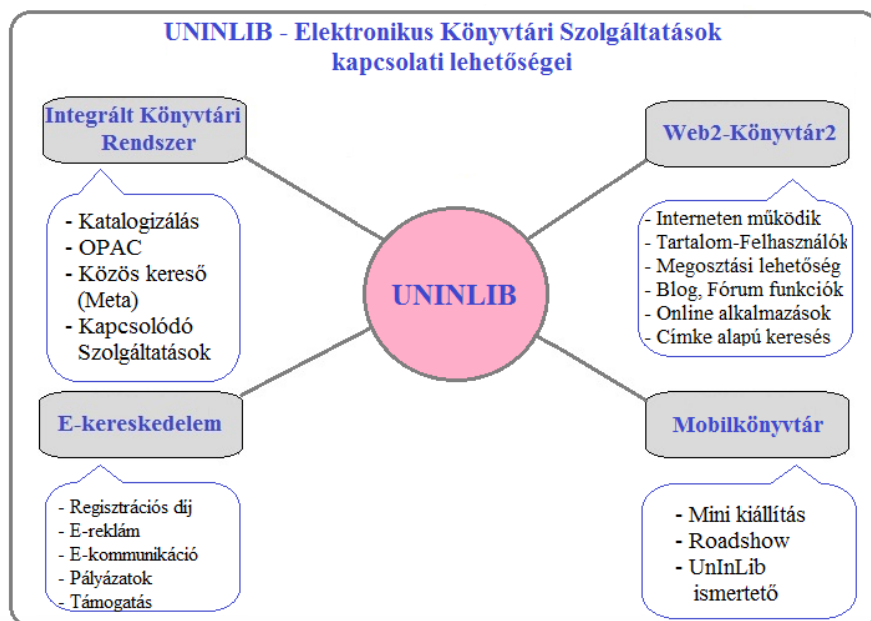 UNINLIB - Elektronikus Könyvtári Szolgáltatások
kapcsolati lehetőségei
Integrált Könyvtári
Rendszer
- Katalogizálás
- OPAC
- Közös kereső
(Meta)
- Kapcsolódó
Szolgáltatások
Web2-Könyvtár2
- Interneten működik
- Tartalom-Felhasználók
- Megosztási lehetőség
- Blog, Fórum funkciók
- Online alkalmazások
- Címke alapú keresés
UNINLIB
E-kereskedelem
- Regisztrációs díj
- E-reklám
- E-kommunikáció
- Pályázatok
- Támogatás
Mobilkönyvtár
- Mini kiállítás
- Roadshow
- UnInLib
ismertető